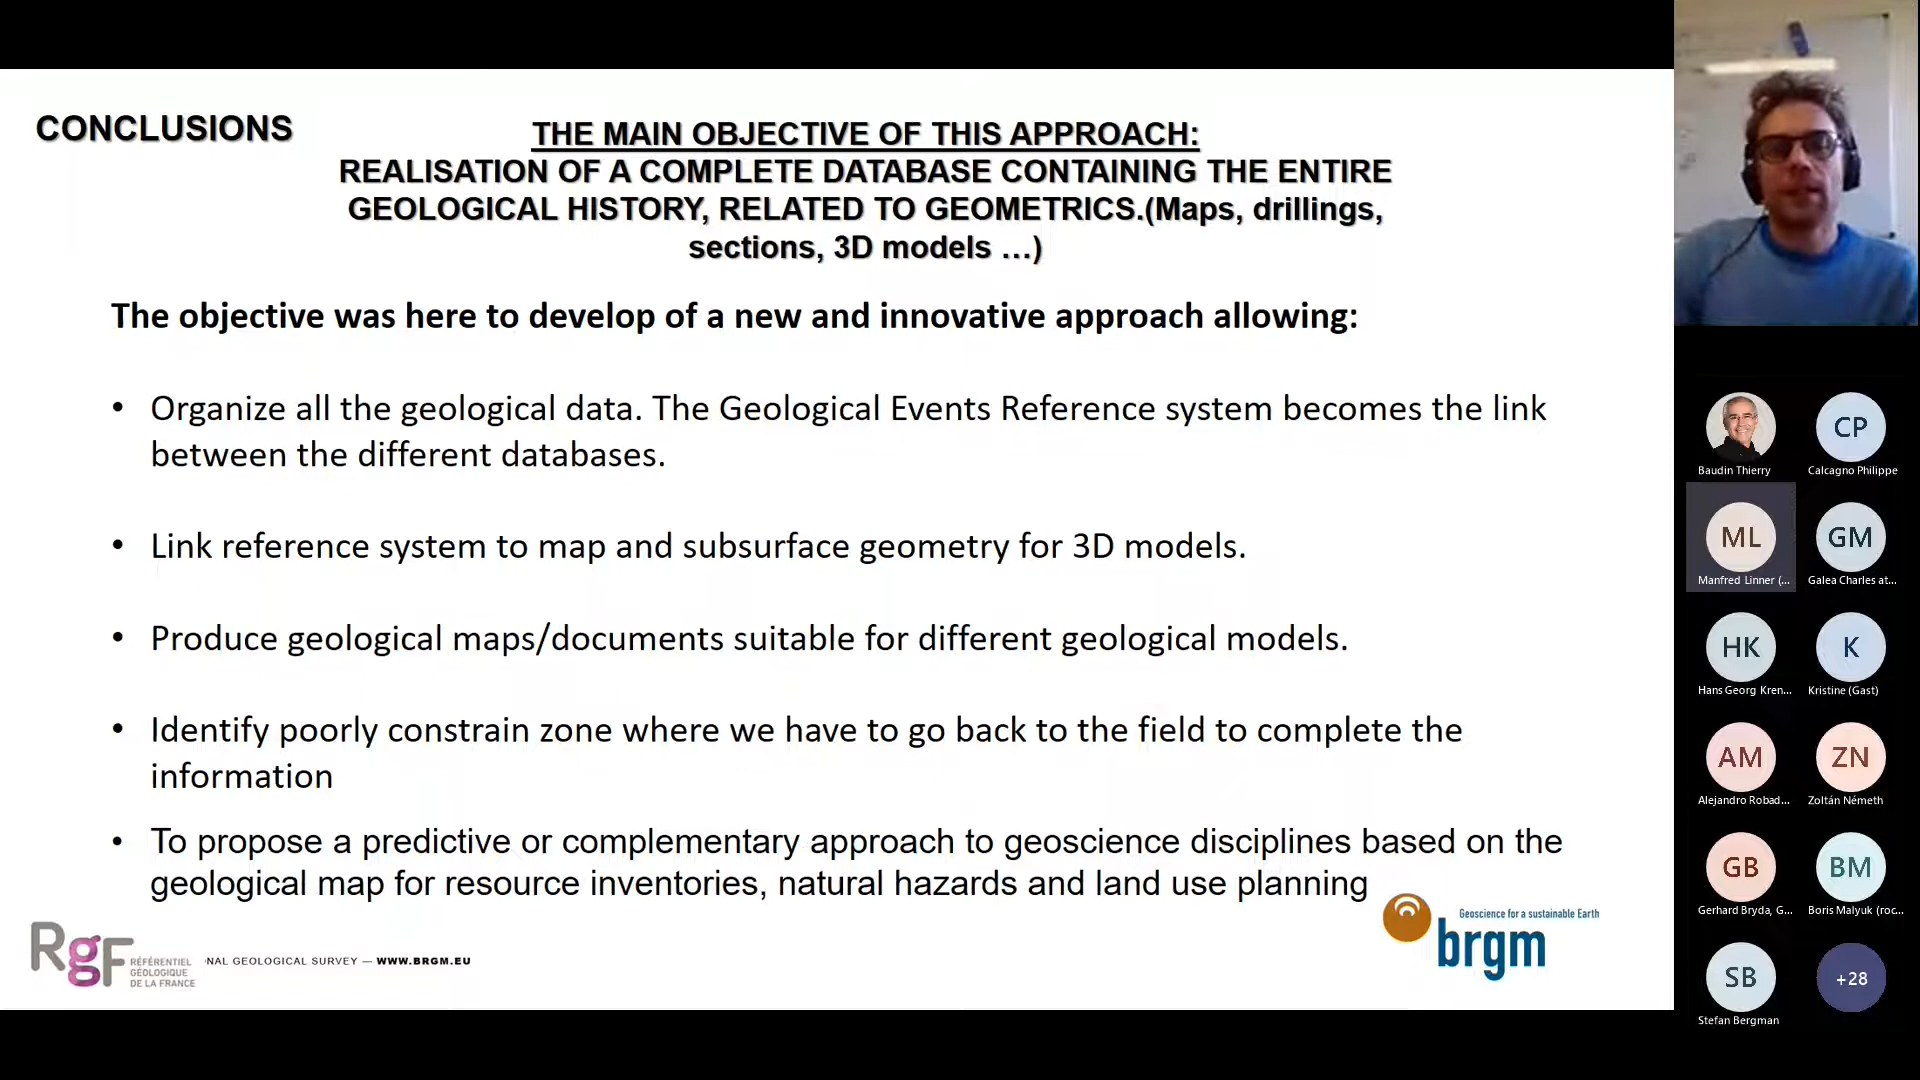 CONCLUSIONS
THE MAIN OBJECTIVE OF THIS APPROACH:
REALISATION OF A COMPLETE DATABASE CONTAINING THE ENTIRE
GEOLOGICAL HISTORY, RELATED TO GEOMETRICS.(Maps, drillings,
sections, 3D models ...)
The objective was here to develop of a new and innovative approach allowing:
• Organize all the geological data. The Geological Events Reference system becomes the link
between the different databases.
• Link reference system to map and subsurface geometry for 3D models.
• Produce geological maps/documents suitable for different geological models.
• Identify poorly constrain zone where we have to go back to the field to complete the
information
• To propose a predictive or complementary approach to geoscience disciplines based on the
geological map for resource inventories, natural hazards and land use planning
RgF
RÉFÉRENTIEL
GÉOLOGIQUE
DE LA FRANCE
NAL GEOLOGICAL SURVEY — WWW.BRGM.EU
Geoscience for a sustainable Earth
brgm
Baudin Thierry
CP
Calcagno Philippe
ML
Manfred Linner (...
GM
Galea Charles at...
HK
Hans Georg Kren...
K
Kristine (Gast)
AM
Alejandro Robad...
ZN
Zoltán Németh
GB
Gerhard Bryda, G...
BM
Boris Malyuk (roc...
SB
Stefan Bergman
+28